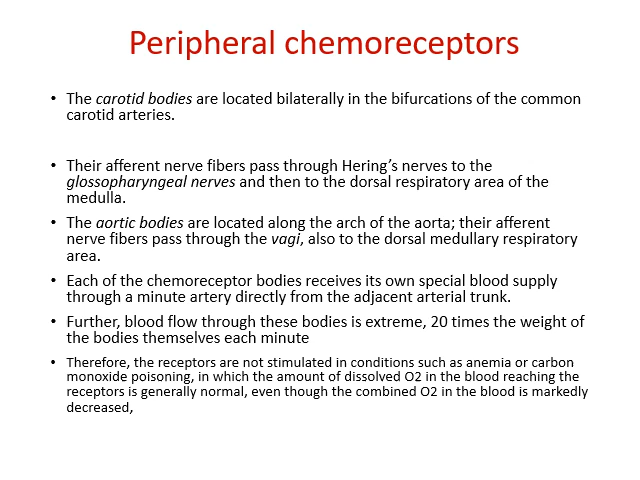 Peripheral chemoreceptors
• The carotid bodies are located bilaterally in the bifurcations of the common
carotid arteries.
• Their afferent nerve fibers pass through Hering’s nerves to the
glossopharyngeal nerves and then to the dorsal respiratory area of the
medulla.
• The aortic bodies are located along the arch of the aorta; their afferent
nerve fibers pass through the vagi, also to the dorsal medullary respiratory
area.
• Each of the chemoreceptor bodies receives its own special blood supply
through a minute artery directly from the adjacent arterial trunk.
• Further, blood flow through these bodies is extreme, 20 times the weight of
the bodies themselves each minute
• Therefore, the receptors are not stimulated in conditions such as anemia or carbon
monoxide poisoning, in which the amount of dissolved O2 in the blood reaching the
receptors is generally normal, even though the combined O2 in the blood is markedly
decreased,